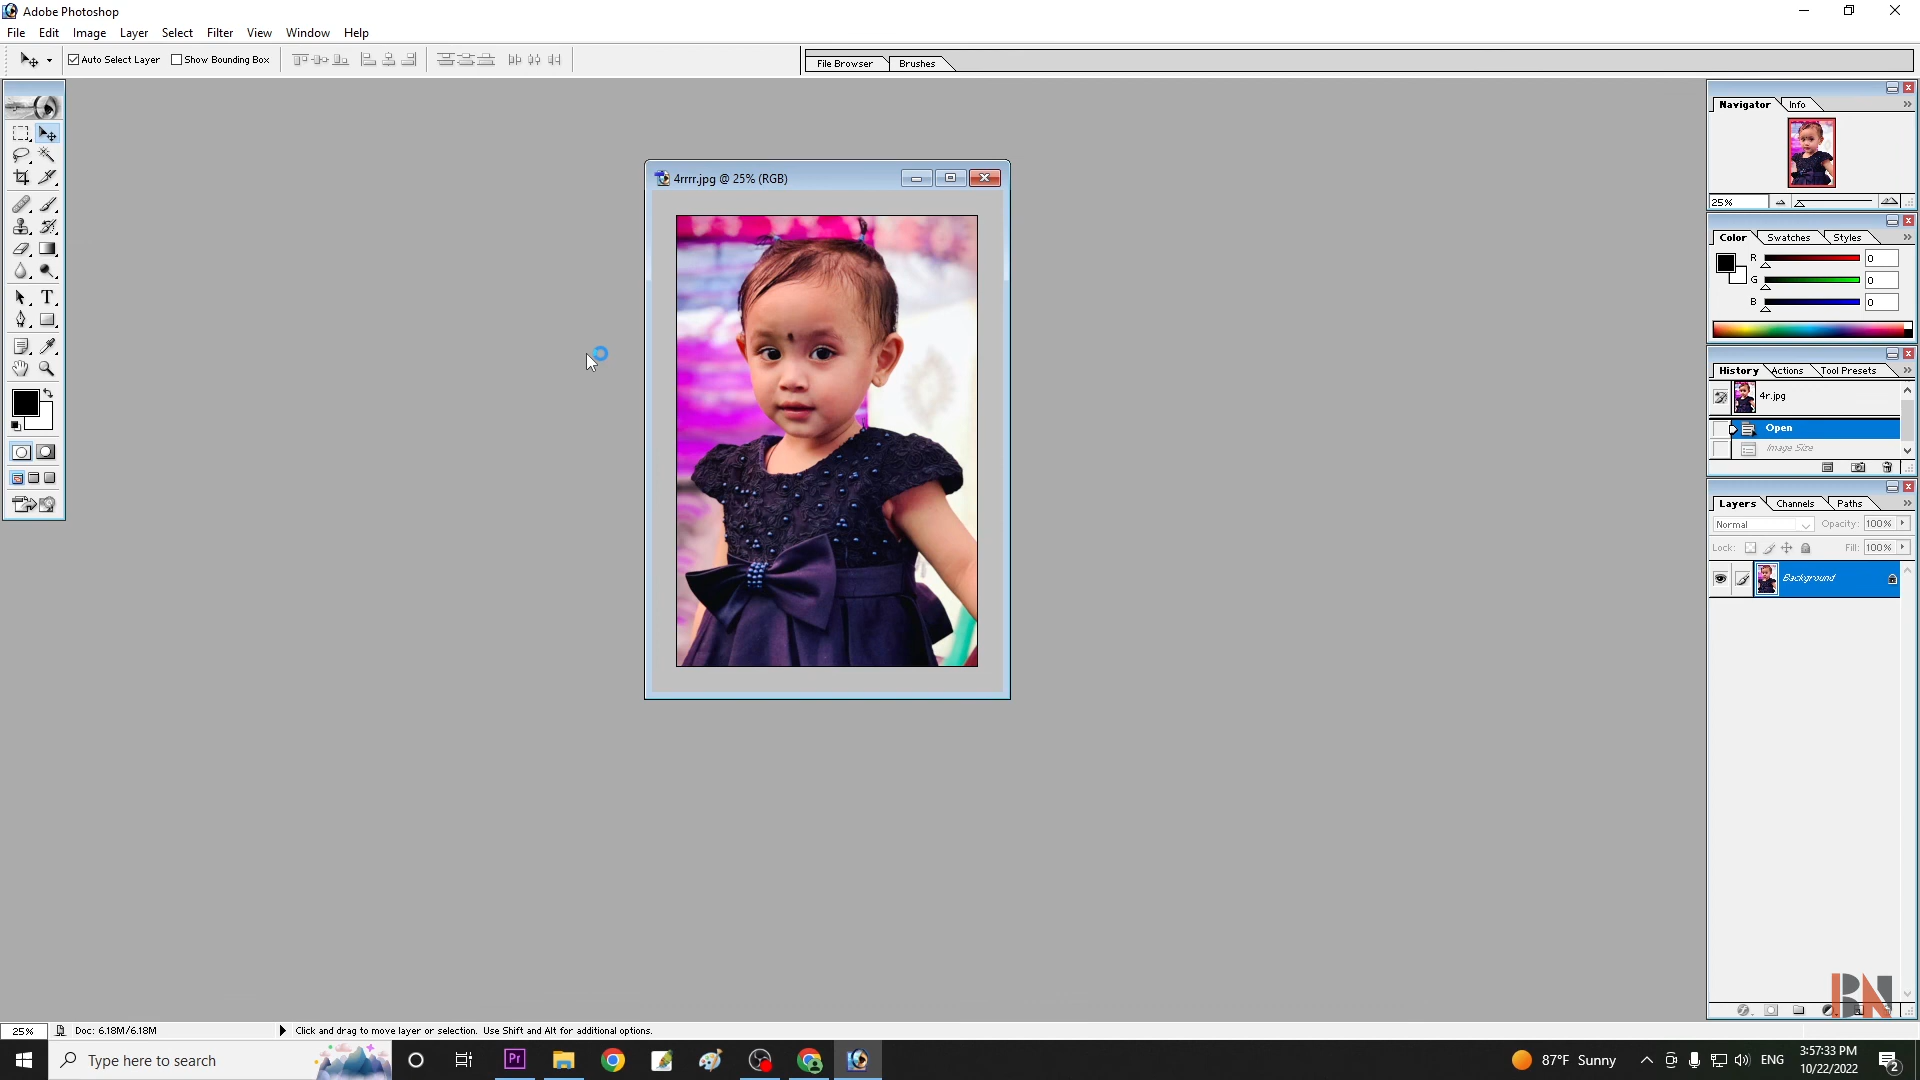 Adobe Photoshop
File Edit Image Layer Select Filter View Window Help
Auto Select Layer Show Bounding Box
File Browser Brushes
Navigator Info
4rrrr.jpg @ 25% (RGB)
25%
Color Swatches Styles
R 0
G 0
B 0
T
History Actions Tool Presets
4r.jpg
Open
Image Size
Layers Channels Paths
Normal Opacity: 100%
Lock: Fill: 100%
Background
BN
25% Doc: 6.18M/6.18M Click and drag to move layer or selection. Use Shift and Alt for additional options.
Type here to search
Pr
87°F Sunny
ENG
3:57:33 PM
10/22/2022
2